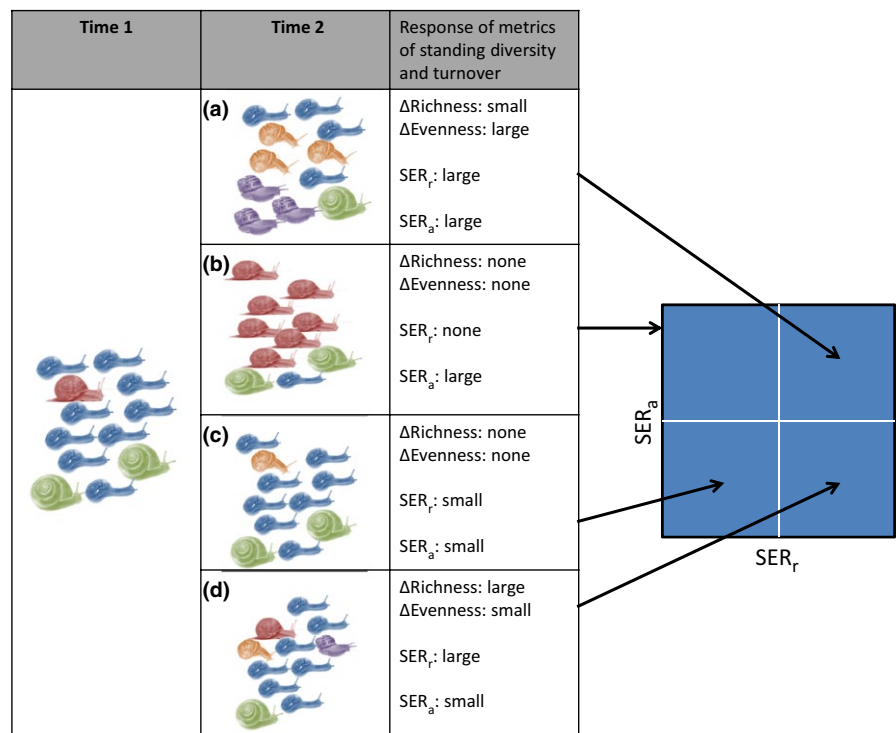 Time 1
Time 2
Response of metrics
of standing diversity
and turnover
(a)
ΔRichness: small
ΔEvenness: large
SERr: large
SERa: large
(b)
ΔRichness: none
ΔEvenness: none
SERr: none
SERa: large
(c)
ΔRichness: none
ΔEvenness: none
SERr: small
SERa: small
(d)
ΔRichness: large
ΔEvenness: small
SERr: large
SERa: small
SERa
SERr